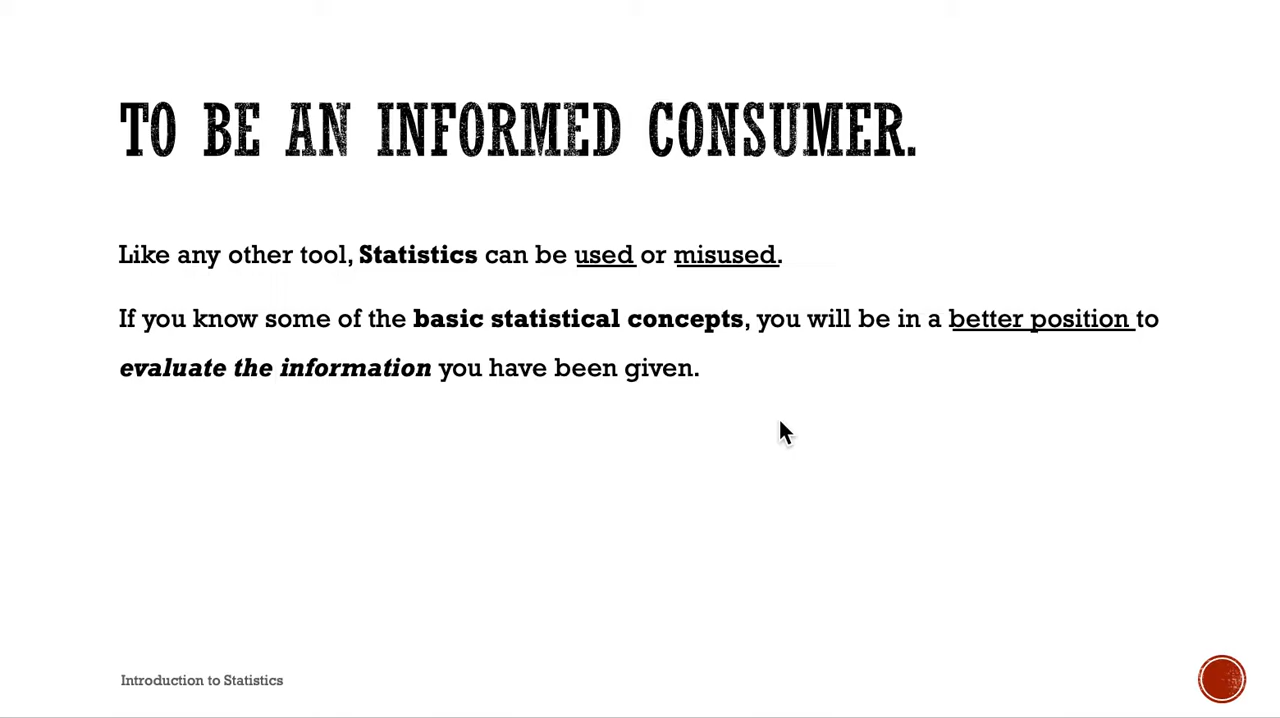 TO BE AN INFORMED CONSUMER.
Like any other tool, Statistics can be used or misused.
If you know some of the basic statistical concepts, you will be in a better position to
evaluate the information you have been given.
Introduction to Statistics